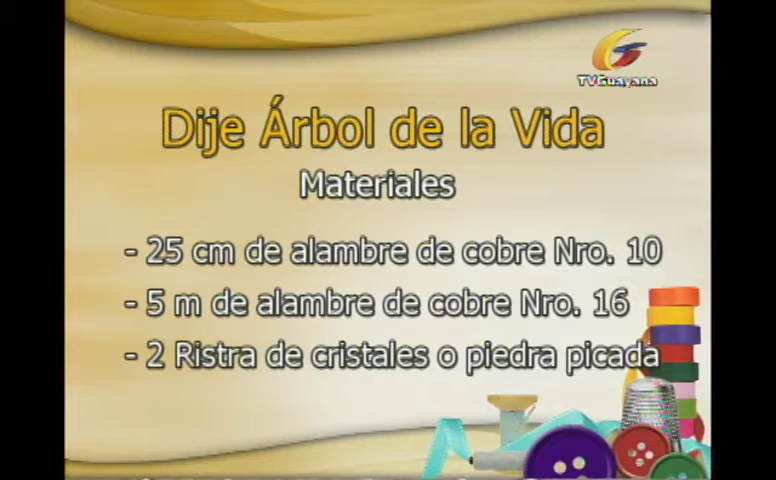 TVGuayana
Dije Árbol de la Vida
Materiales
- 25 cm de alambre de cobre Nro. 10
- 5 m de alambre de cobre Nro. 16
- 2 Ristra de cristales o piedra picada